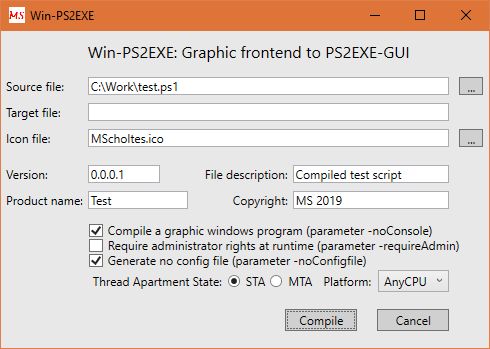 MS Win-PS2EXE
Win-PS2EXE: Graphic frontend to PS2EXE-GUI
Source file: C:\Work\test.ps1 ...
Target file:
Icon file: MScholtes.ico ...
Version: 0.0.0.1 File description: Compiled test script
Product name: Test Copyright: MS 2019
Compile a graphic windows program (parameter -noConsole)
Require administrator rights at runtime (parameter -requireAdmin)
Generate no config file (parameter -noConfigfile)
Thread Apartment State: STA MTA Platform: AnyCPU
Compile Cancel